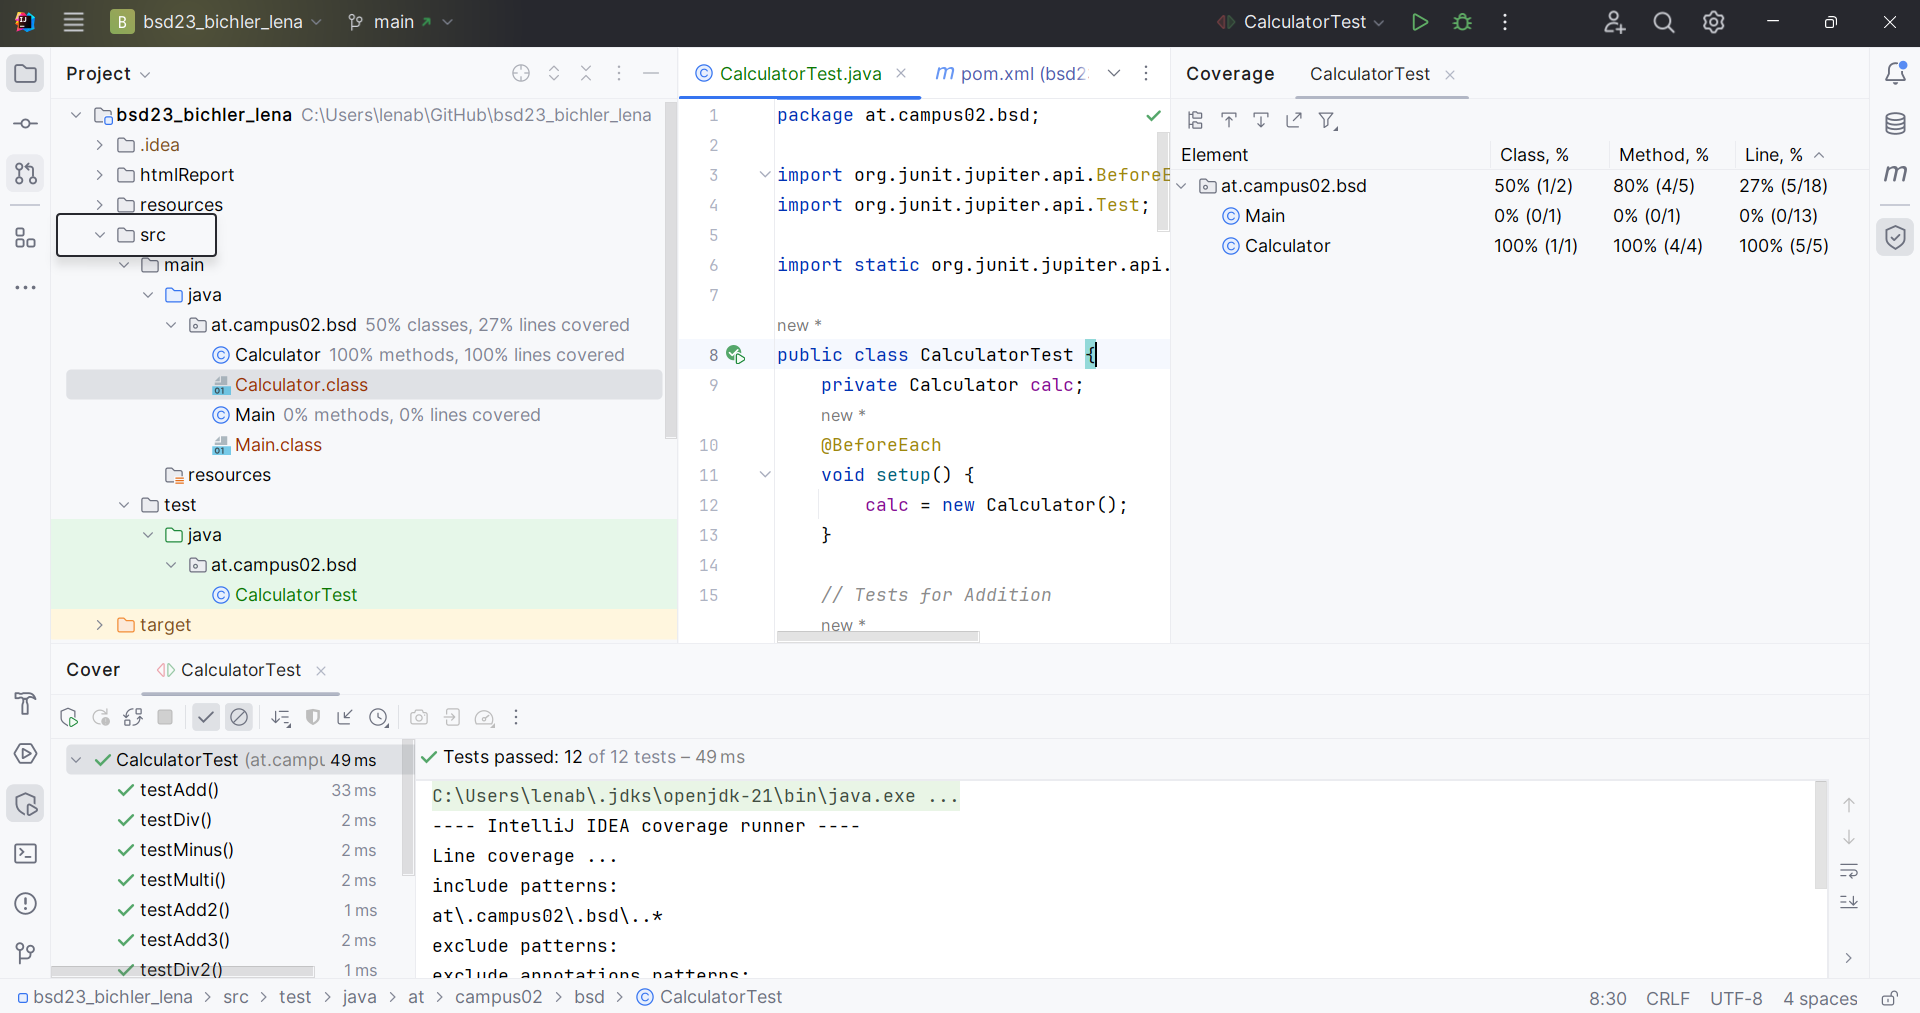 B bsd23_bichler_lena main CalculatorTest
Project
bsd23_bichler_lena C:\Users\lenab\GitHub\bsd23_bichler_lena
.idea
htmlReport
resources
src
main
java
at.campus02.bsd 50% classes, 27% lines covered
Calculator 100% methods, 100% lines covered
Calculator.class
Main 0% methods, 0% lines covered
Main.class
resources
test
java
at.campus02.bsd
CalculatorTest
target
CalculatorTest.java m pom.xml (bsd2
1 package at.campus02.bsd;
2
3 import org.junit.jupiter.api.BeforeE
4 import org.junit.jupiter.api.Test;
5
6 import static org.junit.jupiter.api.
7
new *
8 public class CalculatorTest {
9 private Calculator calc;
new *
10 @BeforeEach
11 void setup() {
12 calc = new Calculator();
13 }
14
15 // Tests for Addition
new *
Coverage CalculatorTest
Element Class, % Method, % Line, %
at.campus02.bsd 50% (1/2) 80% (4/5) 27% (5/18)
Main 0% (0/1) 0% (0/1) 0% (0/13)
Calculator 100% (1/1) 100% (4/4) 100% (5/5)
m
Cover CalculatorTest
CalculatorTest (at.campu 49 ms
testAdd() 33 ms
testDiv() 2 ms
testMinus() 2 ms
testMulti() 2 ms
testAdd2() 1 ms
testAdd3() 2 ms
testDiv2() 1 ms
Tests passed: 12 of 12 tests – 49 ms
C:\Users\lenab\.jdks\openjdk-21\bin\java.exe ...
---- IntelliJ IDEA coverage runner ----
Line coverage ...
include patterns:
at\.campus02\.bsd\..*
exclude patterns:
exclude annotations patterns:
bsd23_bichler_lena > src > test > java > at > campus02 > bsd > CalculatorTest
8:30 CRLF UTF-8 4 spaces